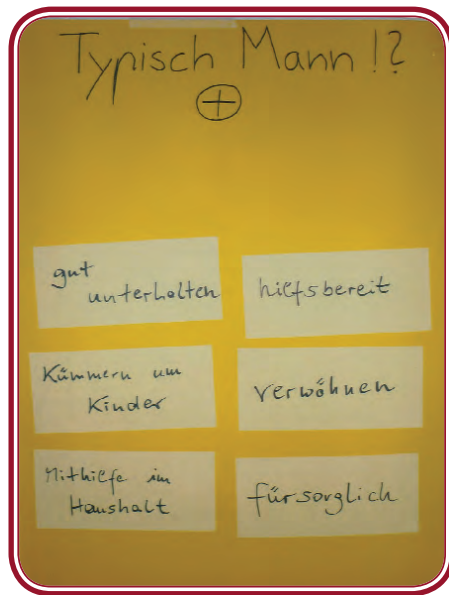 Typisch Mann!?
+
gut
unterhalten
hilfsbereit
Kümmern um
Kinder
verwöhnen
Mithilfe im
Haushalt
fürsorglich